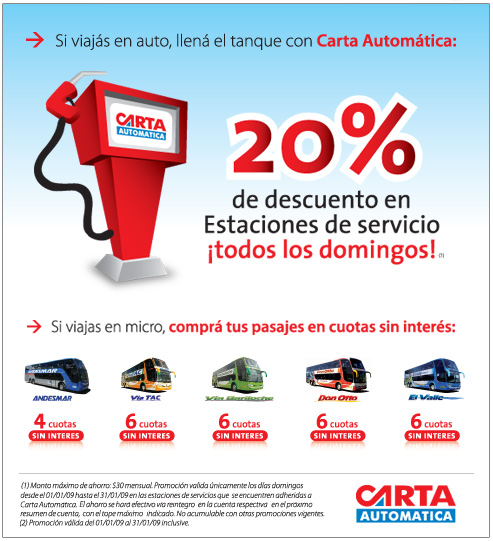 Si viajás en auto, llená el tanque con Carta Automática:
CARTA
AUTOMATICA
20%
de descuento en
Estaciones de servicio
¡todos los domingos! (1)
Si viajas en micro, comprá tus pasajes en cuotas sin interés:
ANDESMAR
Vía TAC
Vía Bariloche
Don Otto
El Valle
4 cuotas
SIN INTERES
6 cuotas
SIN INTERES
6 cuotas
SIN INTERES
6 cuotas
SIN INTERES
6 cuotas
SIN INTERES
(1) Monto máximo de ahorro: $30 mensual. Promoción valida únicamente los días domingos
desde el 01/01/09 hasta el 31/01/09 en las estaciones de servicios que se encuentren adheridas a
Carta Automatica. El ahorro se hará efectivo via reintegro en la cuenta respectiva en el próximo
resumen de cuenta, con el tope máximo indicado. No acumulable con otras promociones vigentes.
(2) Promoción válida del 01/01/09 al 31/01/09 inclusive.
CARTA
AUTOMATICA